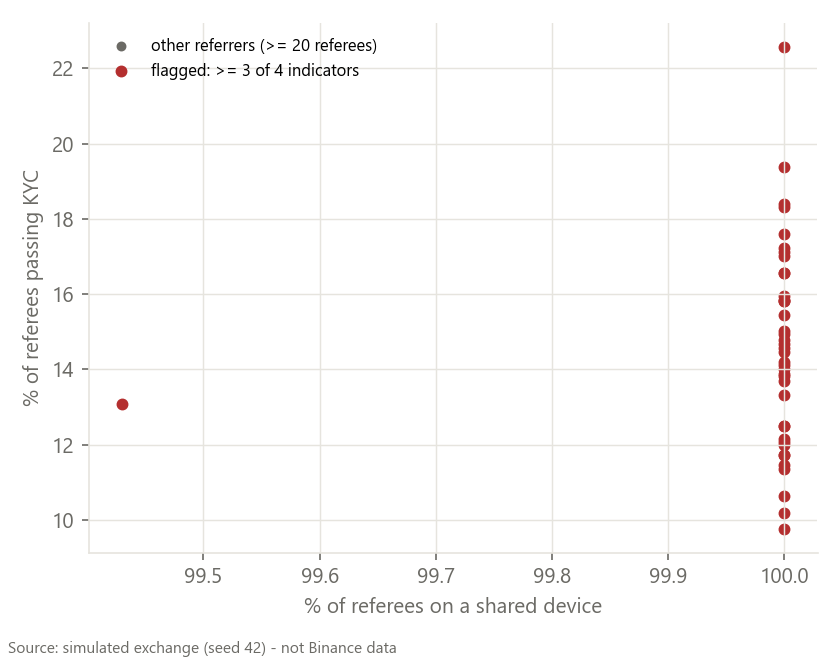 other referrers (>= 20 referees)
flagged: >= 3 of 4 indicators
% of referees passing KYC
22
20
18
16
14
12
10
99.5 99.6 99.7 99.8 99.9 100.0
% of referees on a shared device
Source: simulated exchange (seed 42) - not Binance data